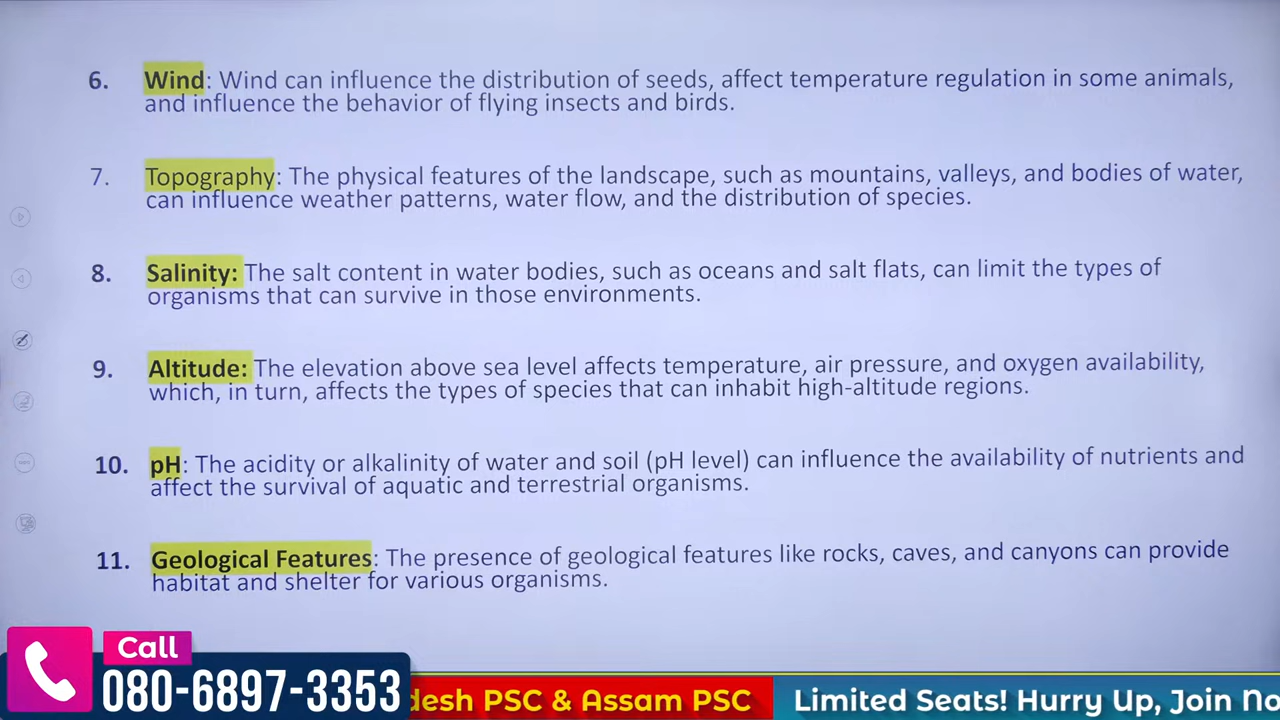 6. Wind: Wind can influence the distribution of seeds, affect temperature regulation in some animals,
and influence the behavior of flying insects and birds.
7. Topography: The physical features of the landscape, such as mountains, valleys, and bodies of water,
can influence weather patterns, water flow, and the distribution of species.
8. Salinity: The salt content in water bodies, such as oceans and salt flats, can limit the types of
organisms that can survive in those environments.
9. Altitude: The elevation above sea level affects temperature, air pressure, and oxygen availability,
which, in turn, affects the types of species that can inhabit high-altitude regions.
10. pH: The acidity or alkalinity of water and soil (pH level) can influence the availability of nutrients and
affect the survival of aquatic and terrestrial organisms.
11. Geological Features: The presence of geological features like rocks, caves, and canyons can provide
habitat and shelter for various organisms.
Call
080-6897-3353
desh PSC & Assam PSC
Limited Seats! Hurry Up, Join No